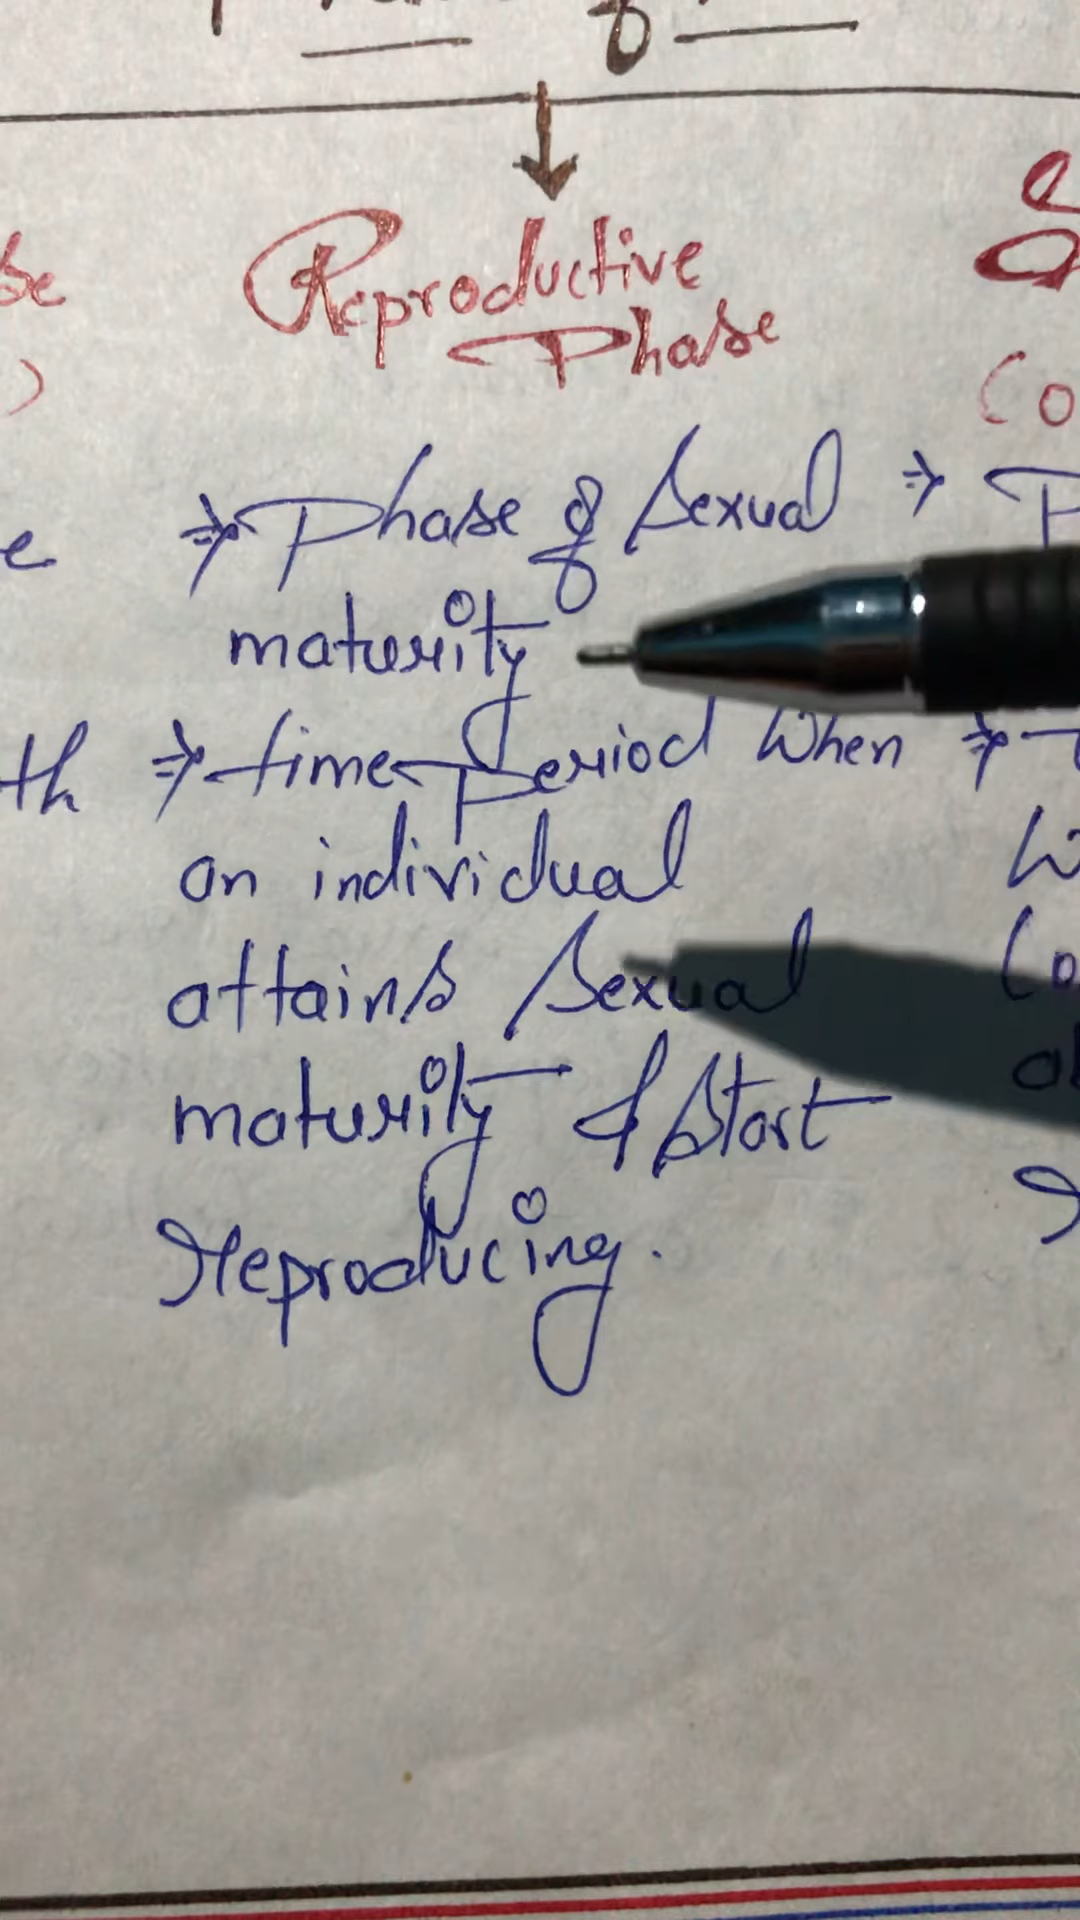 Reproductive
Phase
⇒ Phase of Sexual
maturity
⇒ time period when
an individual
attains Sexual
maturity & Start
Reproducing.